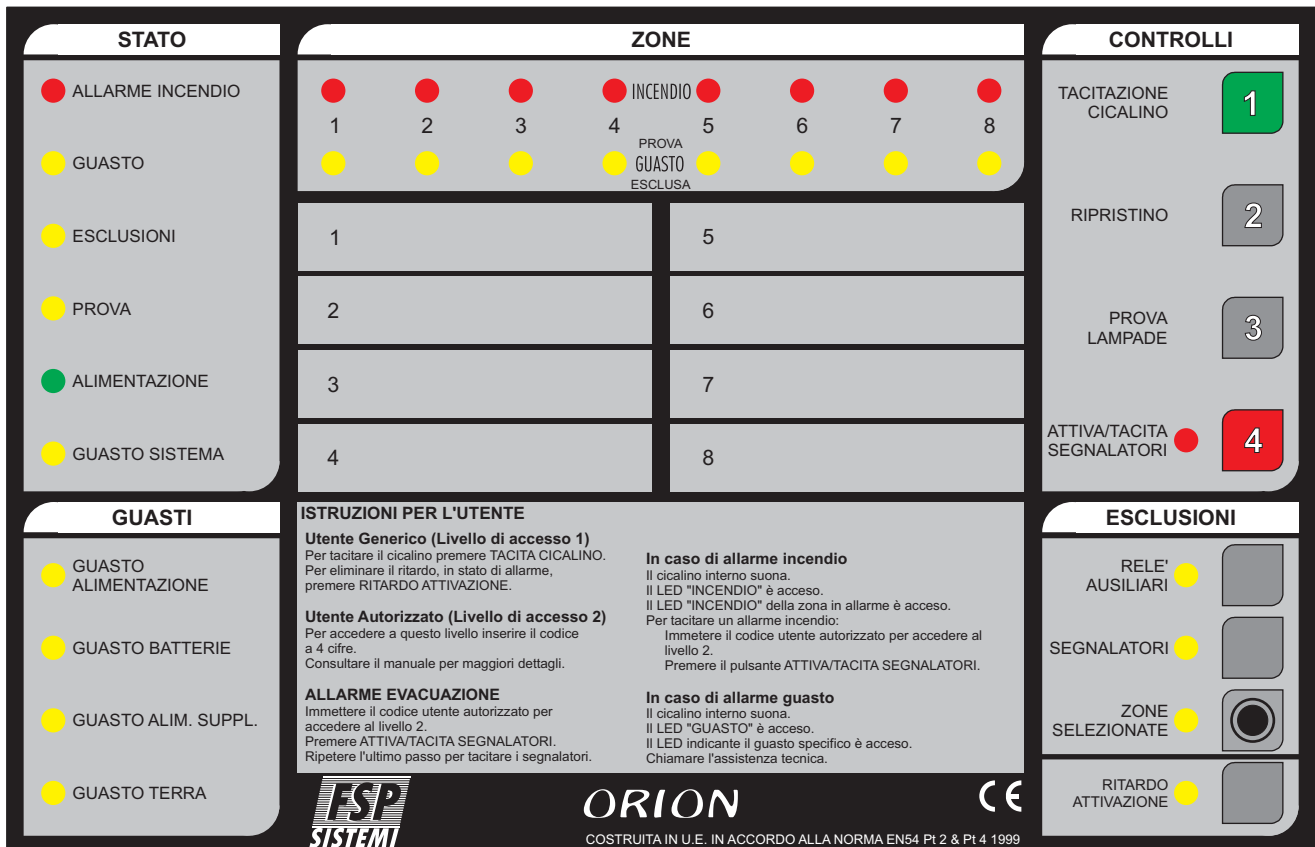 STATO
ALLARME INCENDIO
GUASTO
ESCLUSIONI
PROVA
ALIMENTAZIONE
GUASTO SISTEMA
ZONE
INCENDIO
1 2 3 4 5 6 7 8
PROVA
GUASTO
ESCLUSA
1
2
3
4
5
6
7
8
CONTROLLI
TACITAZIONE
CICALINO
1
RIPRISTINO
2
PROVA
LAMPADE
3
ATTIVA/TACITA
SEGNALATORI
4
GUASTI
GUASTO
ALIMENTAZIONE
GUASTO BATTERIE
GUASTO ALIM. SUPPL.
GUASTO TERRA
ISTRUZIONI PER L'UTENTE
Utente Generico (Livello di accesso 1)
Per tacitare il cicalino premere TACITA CICALINO.
Per eliminare il ritardo, in stato di allarme,
premere RITARDO ATTIVAZIONE.
Utente Autorizzato (Livello di accesso 2)
Per accedere a questo livello inserire il codice
a 4 cifre.
Consultare il manuale per maggiori dettagli.
ALLARME EVACUAZIONE
Immettere il codice utente autorizzato per
accedere al livello 2.
Premere ATTIVA/TACITA SEGNALATORI.
Ripetere l'ultimo passo per tacitare i segnalatori.
In caso di allarme incendio
Il cicalino interno suona.
Il LED "INCENDIO" è acceso.
Il LED "INCENDIO" della zona in allarme è acceso.
Per tacitare un allarme incendio:
Immetere il codice utente autorizzato per accedere al
livello 2.
Premere il pulsante ATTIVA/TACITA SEGNALATORI.
In caso di allarme guasto
Il cicalino interno suona.
Il LED "GUASTO" è acceso.
Il LED indicante il guasto specifico è acceso.
Chiamare l'assistenza tecnica.
ESCLUSIONI
RELE'
AUSILIARI
SEGNALATORI
ZONE
SELEZIONATE
RITARDO
ATTIVAZIONE
FSP
SISTEMI
ORION
CE
COSTRUITA IN U.E. IN ACCORDO ALLA NORMA EN54 Pt 2 & Pt 4 1999